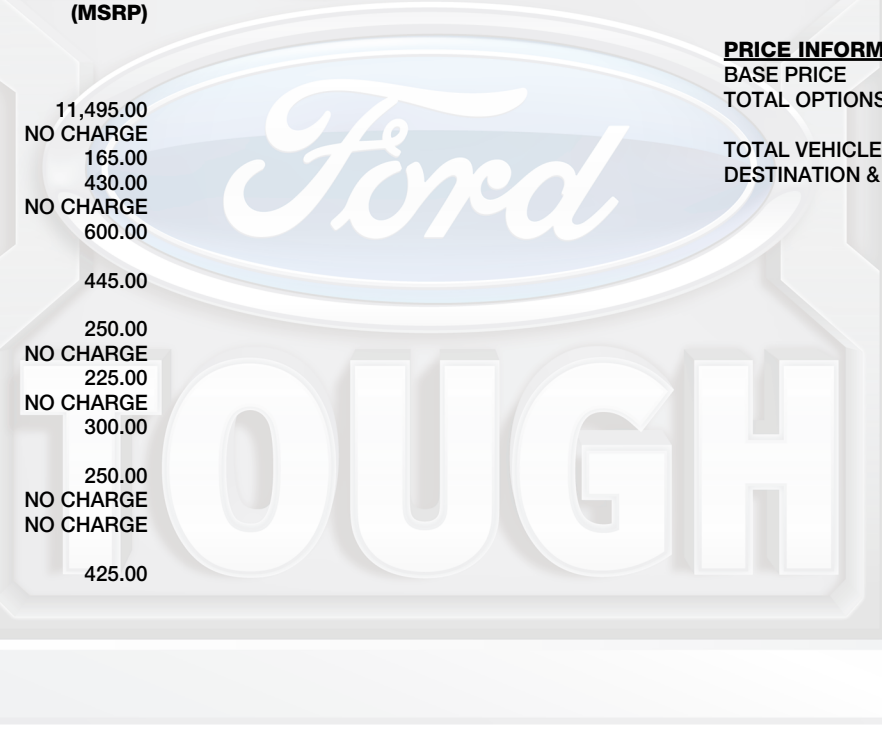 (MSRP)
11,495.00
NO CHARGE
165.00
430.00
NO CHARGE
600.00
445.00
250.00
NO CHARGE
225.00
NO CHARGE
300.00
250.00
NO CHARGE
NO CHARGE
425.00
PRICE INFORM
BASE PRICE
TOTAL OPTIONS
TOTAL VEHICLE
DESTINATION &
Ford
TOUGH